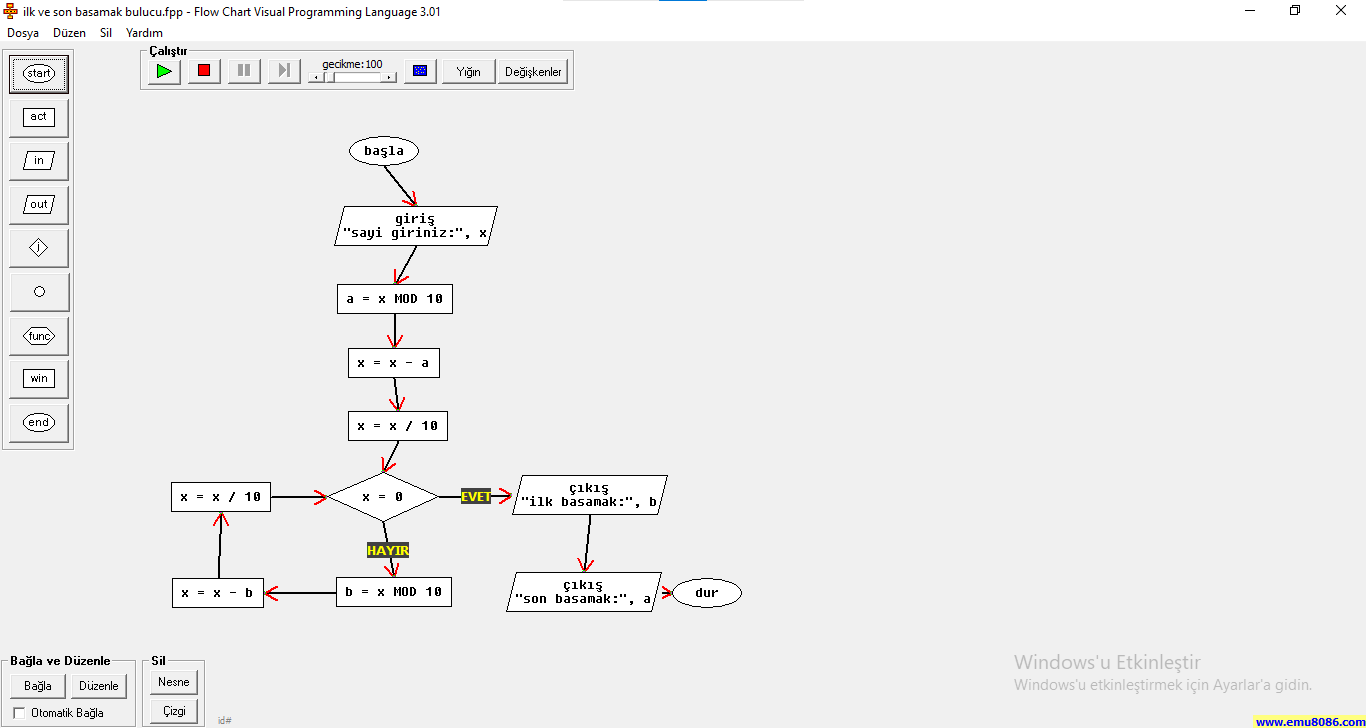 ilk ve son basamak bulucu.fpp - Flow Chart Visual Programming Language 3.01
Dosya Düzen Sil Yardım
Çalıştır
gecikme:100
Yığın
Değişkenler
start
act
in
out
j
func
win
end
başla
giriş
"sayi giriniz:", x
a = x MOD 10
x = x - a
x = x / 10
x = x / 10
x = 0
EVET
çıkış
"ilk basamak:", b
HAYIR
x = x - b
b = x MOD 10
çıkış
"son basamak:", a
dur
Bağla ve Düzenle
Bağla
Düzenle
Otomatik Bağla
Sil
Nesne
Çizgi
id#
Windows'u Etkinleştir
Windows'u etkinleştirmek için Ayarlar'a gidin.
www.emu8086.com